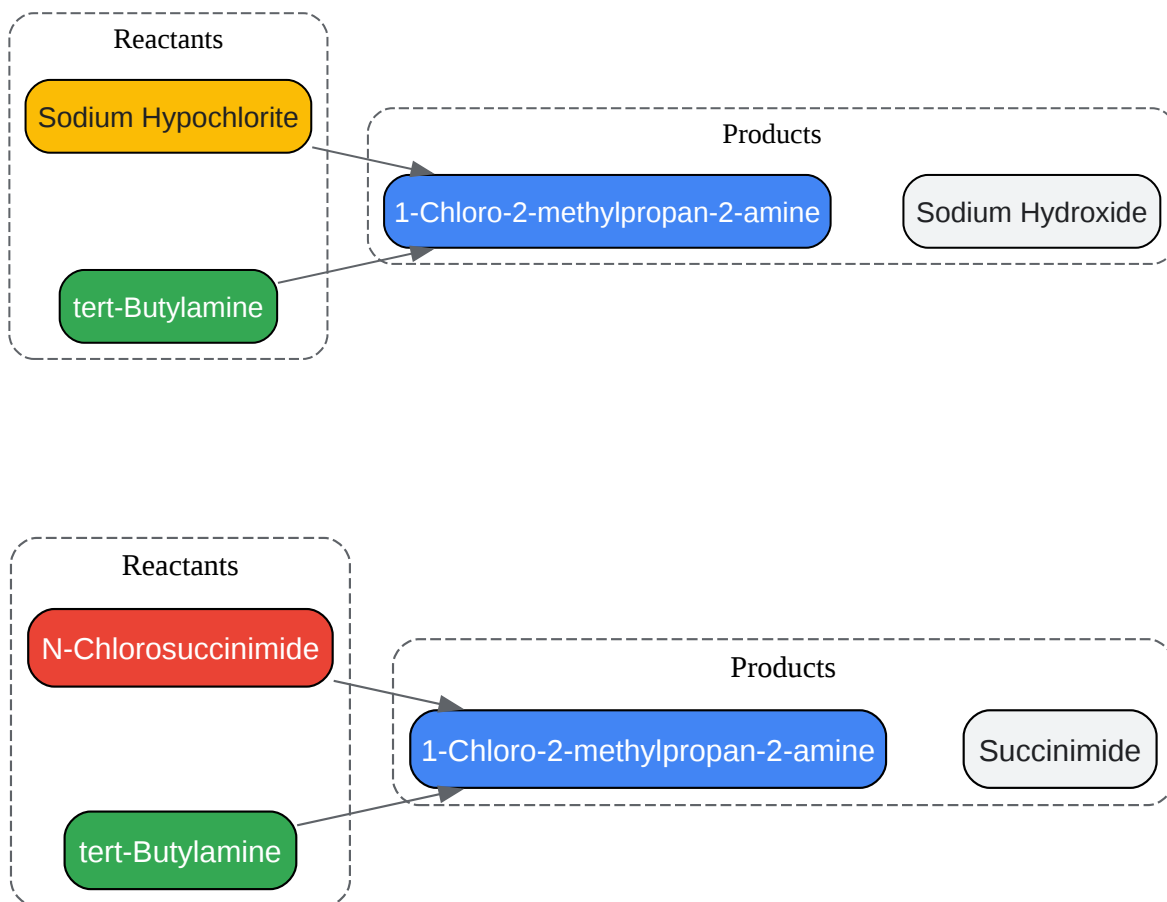 Reactants
Sodium Hypochlorite
Products
1-Chloro-2-methylpropan-2-amine
Sodium Hydroxide
tert-Butylamine
Reactants
N-Chlorosuccinimide
Products
1-Chloro-2-methylpropan-2-amine
Succinimide
tert-Butylamine